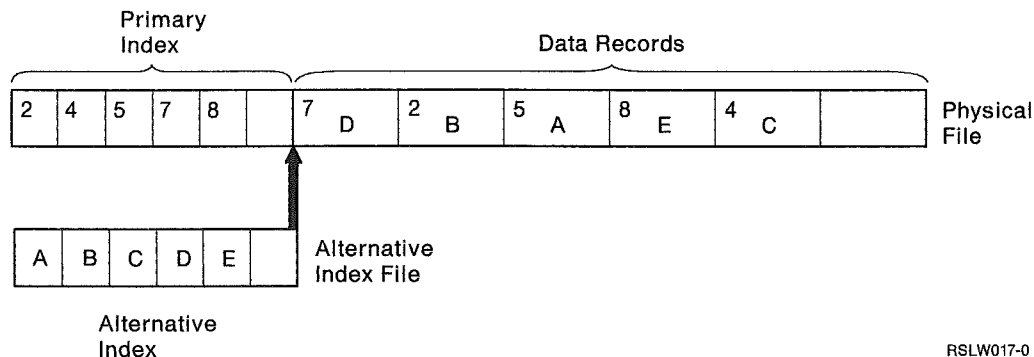 Primary
Index
Data Records
2 4 5 7 8 7 D 2 B 5 A 8 E 4 C
Physical
File
A B C D E
Alternative
Index File
Alternative
Index
RSLW017-0